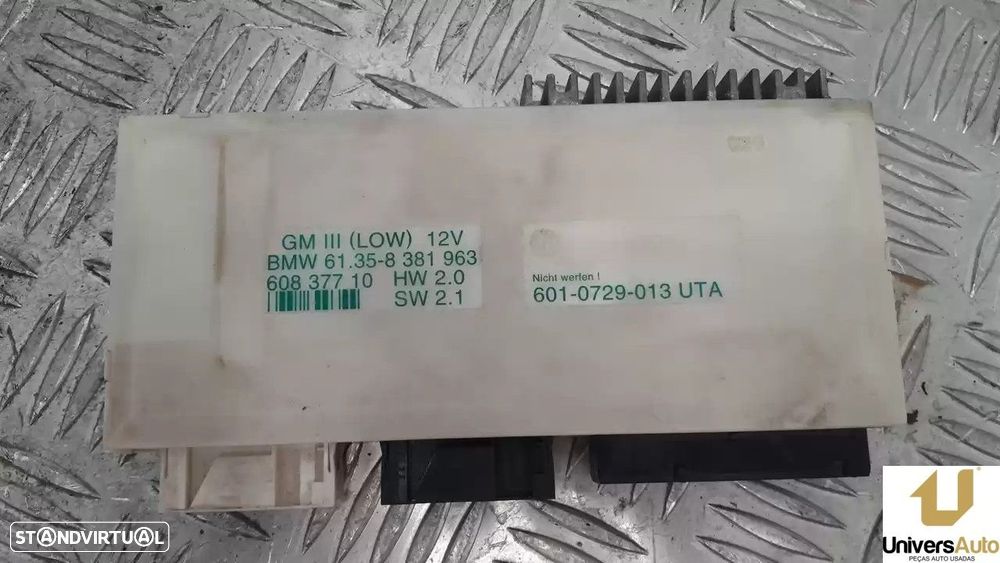 GM III (LOW) 12V
BMW 61.35-8 381 963
608 377 10 HW 2.0
SW 2.1
Nicht werfen !
601-0729-013 UTA
STANDVIRTUAL
UniversAuto
PEÇAS AUTO USADAS